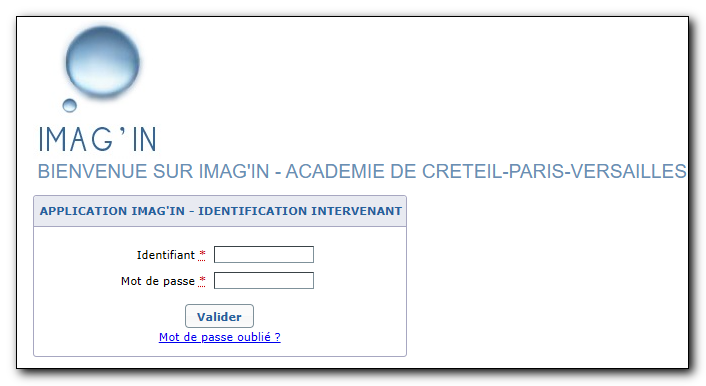 IMAG'IN
BIENVENUE SUR IMAG'IN - ACADEMIE DE CRETEIL-PARIS-VERSAILLES
APPLICATION IMAG'IN - IDENTIFICATION INTERVENANT
Identifiant *
Mot de passe *
Valider
Mot de passe oublié ?